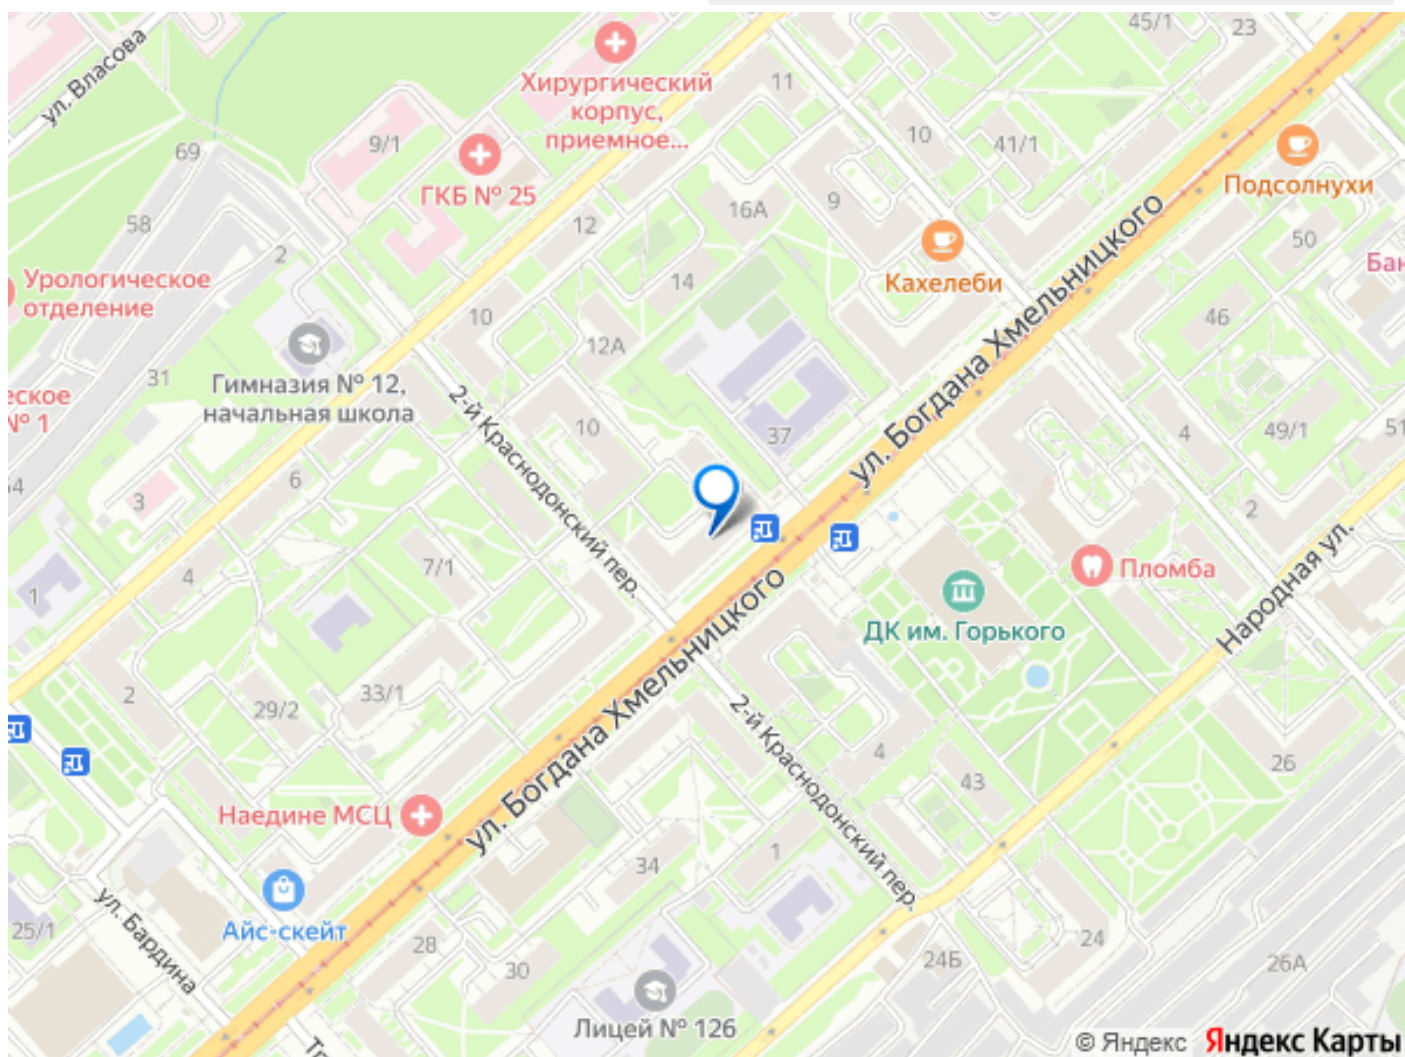 45/1
23
ул. Власова
11
Хирургический
корпус,
приемное...
10
41/1
9/1
69
ГКБ № 25
Подсолнухи
16А
9
58
12
2
50
Кахелеби
Бан
Урологическое
отделение
14
10
46
12А
31
Гимназия № 12,
начальная школа
еское
№ 1
2-й Краснодонский пер.
ул. Богдана Хмельницкого
10
37
4
49/1
51
6
54
3
2
7/1
4
1
Пломба
Народная ул.
ДК им. Горького
ул. Богдана Хмельницкого
2
29/2
33/1
2-й Краснодонский пер.
4
43
26
Наедине МСЦ
34
1
Айс-скейт
ул. Бардина
25/1
28
30
24Б
24
26А
Лицей № 126
Тр
© Яндекс Яндекс Карты